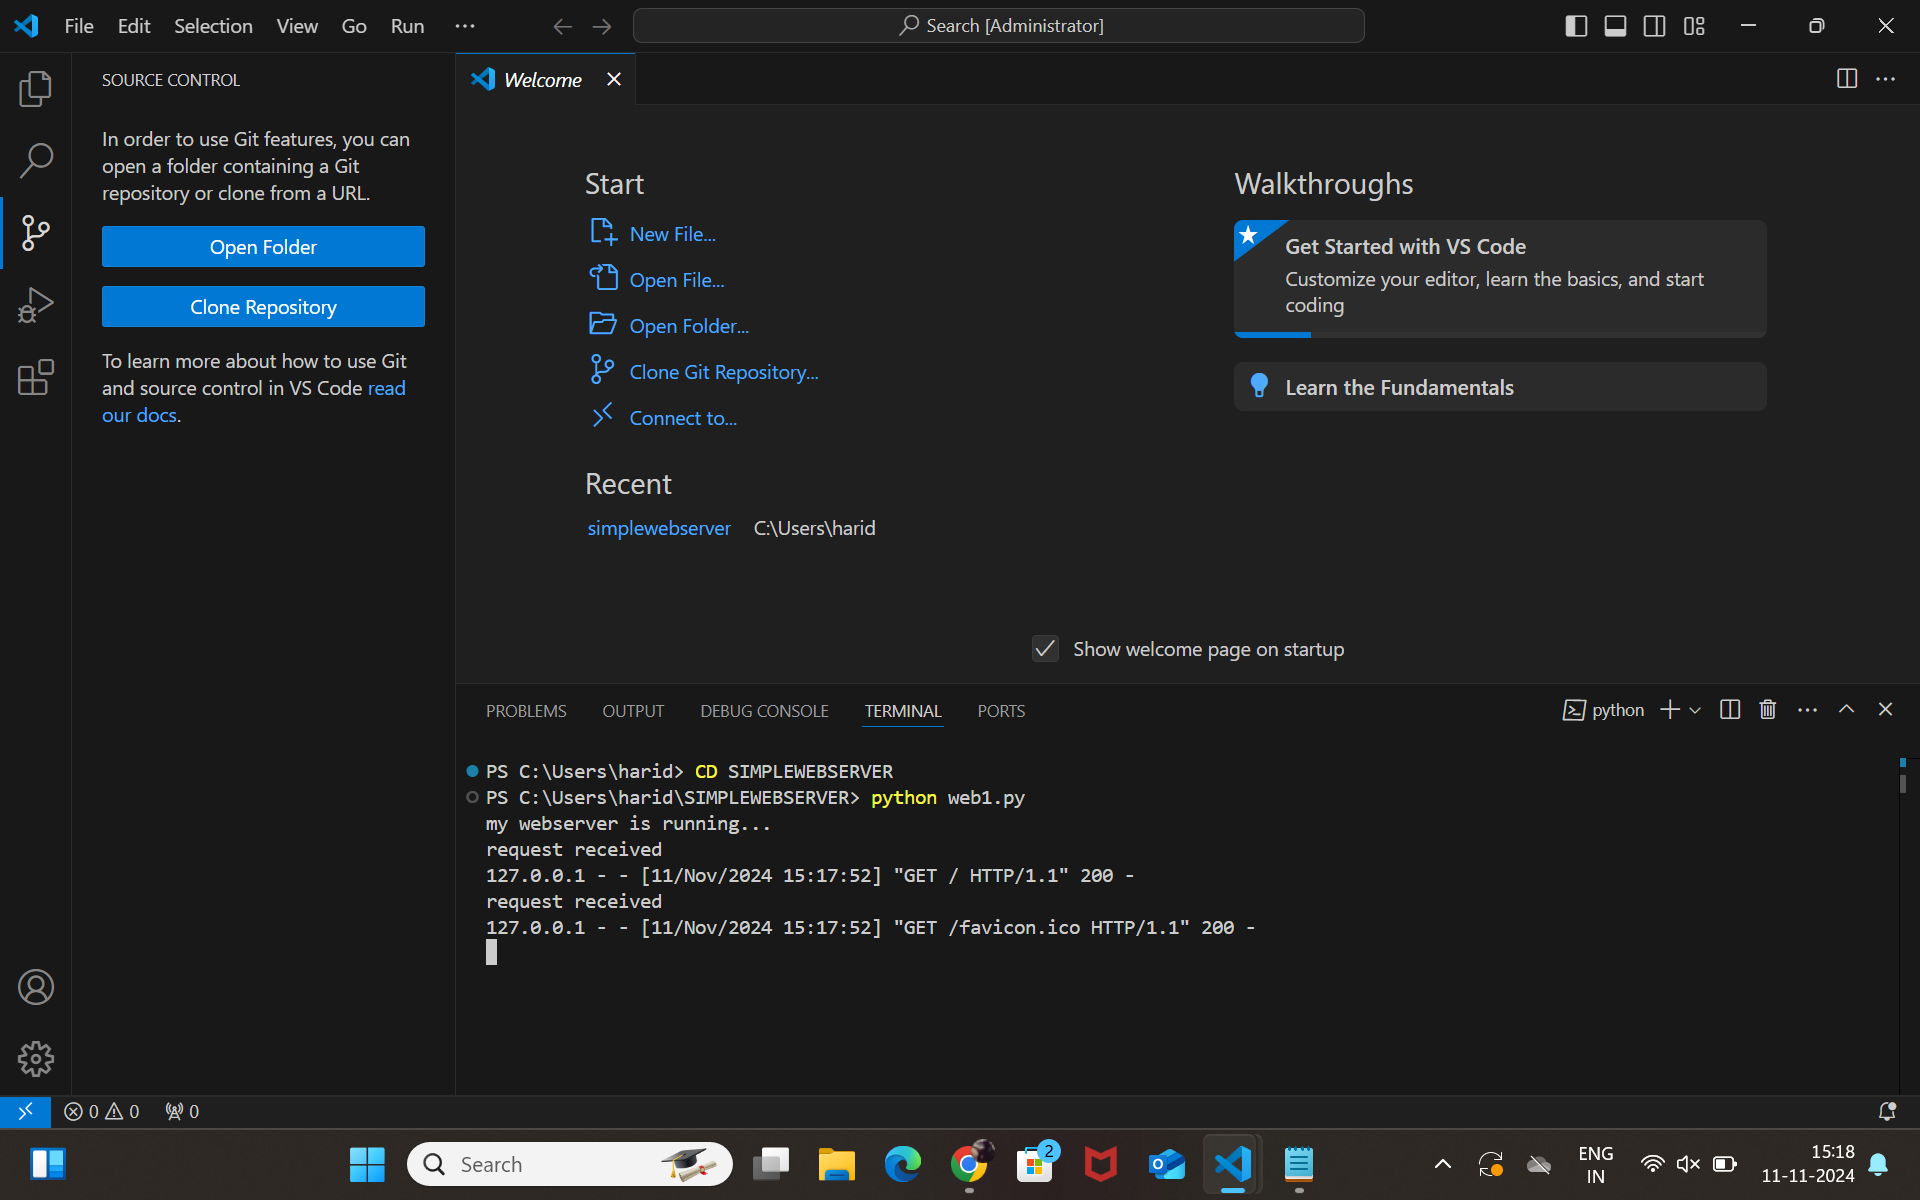 File Edit Selection View Go Run ···
Search [Administrator]
SOURCE CONTROL
In order to use Git features, you can
open a folder containing a Git
repository or clone from a URL.
Open Folder
Clone Repository
To learn more about how to use Git
and source control in VS Code read
our docs.
Welcome
Start
New File...
Open File...
Open Folder...
Clone Git Repository...
Connect to...
Recent
simplewebserver C:\Users\harid
Walkthroughs
Get Started with VS Code
Customize your editor, learn the basics, and start
coding
Learn the Fundamentals
Show welcome page on startup
PROBLEMS OUTPUT DEBUG CONSOLE TERMINAL PORTS
python
PS C:\Users\harid> CD SIMPLEWEBSERVER
PS C:\Users\harid\SIMPLEWEBSERVER> python web1.py
my webserver is running...
request received
127.0.0.1 - - [11/Nov/2024 15:17:52] "GET / HTTP/1.1" 200 -
request received
127.0.0.1 - - [11/Nov/2024 15:17:52] "GET /favicon.ico HTTP/1.1" 200 -
0 0 0
Search
2
ENG
IN
15:18
11-11-2024